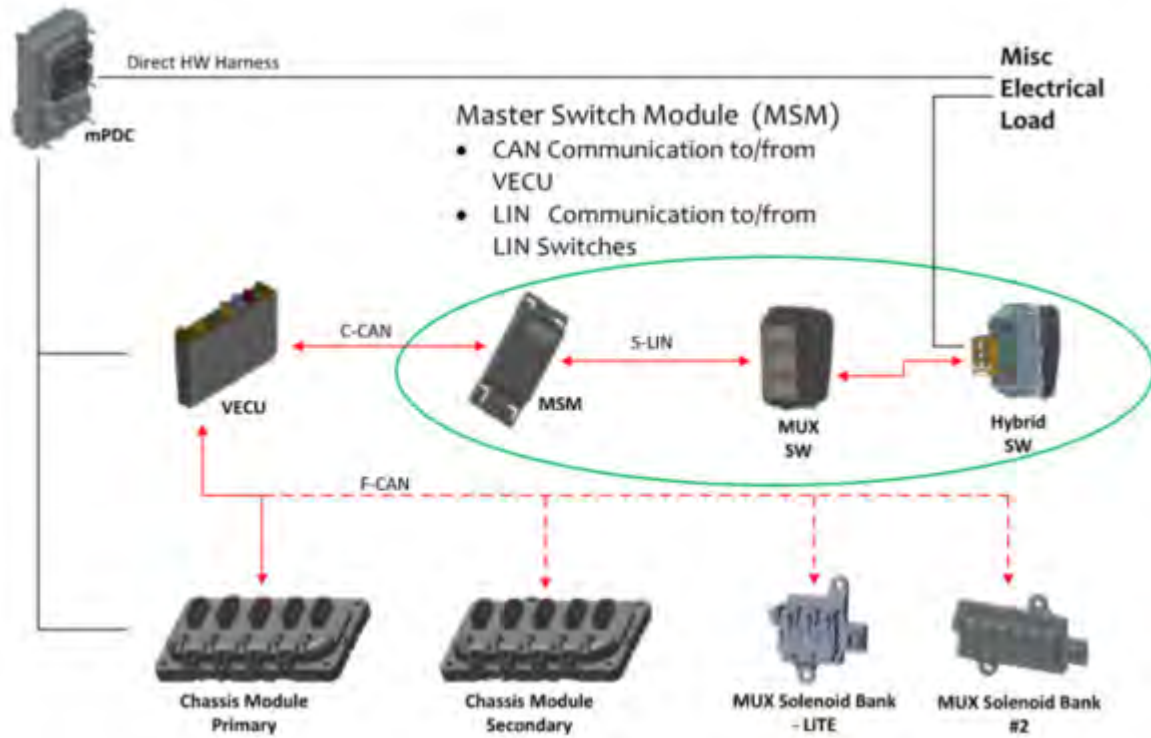 Direct HW Harness
Misc
Electrical
Load
mPDC
Master Switch Module (MSM)
• CAN Communication to/from
VECU
• LIN Communication to/from
LIN Switches
C-CAN
S-LIN
VECU
MSM
MUX
SW
Hybrid
SW
F-CAN
Chassis Module
Primary
Chassis Module
Secondary
MUX Solenoid Bank
- LITE
MUX Solenoid Bank
#2